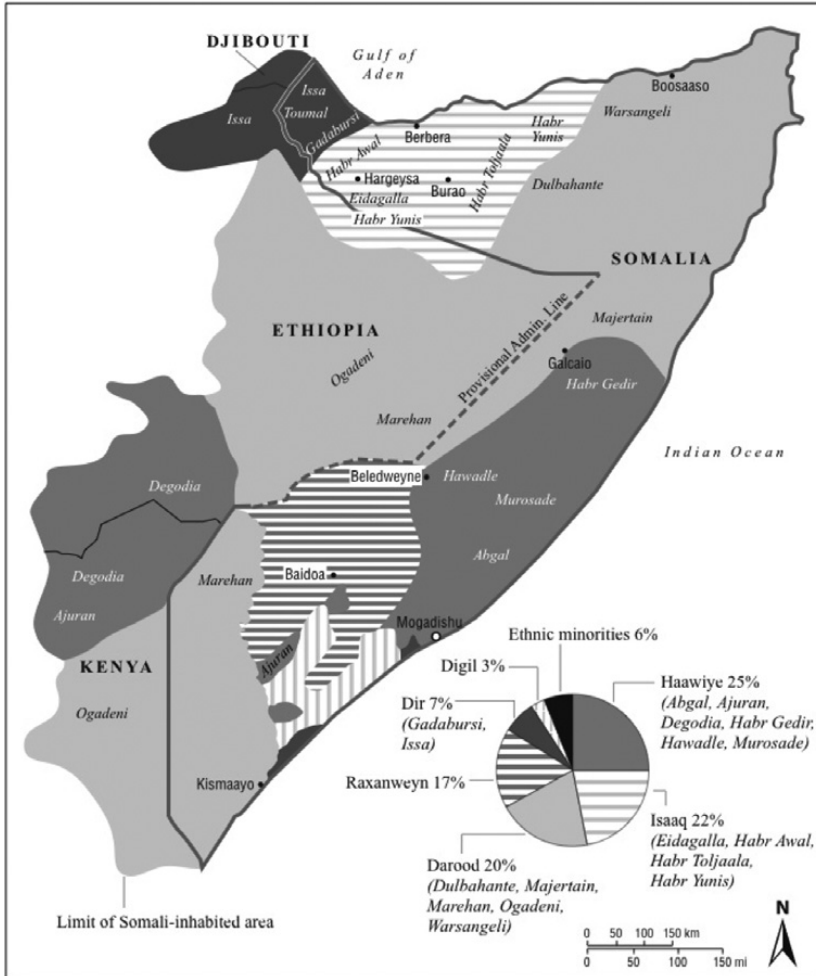 DJIBOUTI
Gulf of
Aden
Issa
Toumal
Issa
Gadabursi
Boosaaso
Warsangeli
Berbera
Habr Awal
Habr
Yunis
Habr Toljaala
Hargeysa
Burao
Eidagalla
Dulbahante
Habr Yunis
SOMALIA
ETHIOPIA
Ogadeni
Provisional Admin. Line
Majertain
Galcaio
Habr Gedir
Marehan
Indian Ocean
Beledweyne
Hawadle
Degodia
Murosade
Abgal
Degodia
Marehan
Baidoa
Ajuran
Mogadishu
Ajuran
KENYA
Ogadeni
Kismaayo
Limit of Somali-inhabited area
Ethnic minorities 6%
Digil 3%
Haawiye 25%
(Abgal, Ajuran,
Degodia, Habr Gedir,
Hawadle, Murosade)
Dir 7%
(Gadabursi,
Issa)
Raxanweyn 17%
Isaaq 22%
(Eidagalla, Habr Awal,
Habr Toljaala,
Habr Yunis)
Darood 20%
(Dulbahante, Majertain,
Marehan, Ogadeni,
Warsangeli)
N
0 50 100 150 km
0 50 100 150 mi